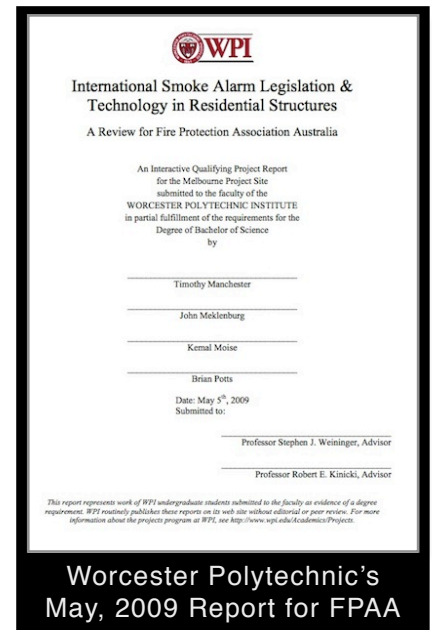 WPI
International Smoke Alarm Legislation &
Technology in Residential Structures
A Review for Fire Protection Association Australia
An Interactive Qualifying Project Report
for the Melbourne Project Site
submitted to the faculty of the
WORCESTER POLYTECHNIC INSTITUTE
in partial fulfillment of the requirements for the
Degree of Bachelor of Science
by
Timothy Manchester
John Meklenburg
Kemal Moise
Brian Potts
Date: May 5th, 2009
Submitted to:
Professor Stephen J. Weininger, Advisor
Professor Robert E. Kinicki, Advisor
This report represents work of WPI undergraduate students submitted to the faculty as evidence of a degree
requirement. WPI routinely publishes these reports on its web site without editorial or peer review. For more
information about the projects program at WPI, see http://www.wpi.edu/Academics/Projects.
Worcester Polytechnic's
May, 2009 Report for FPAA